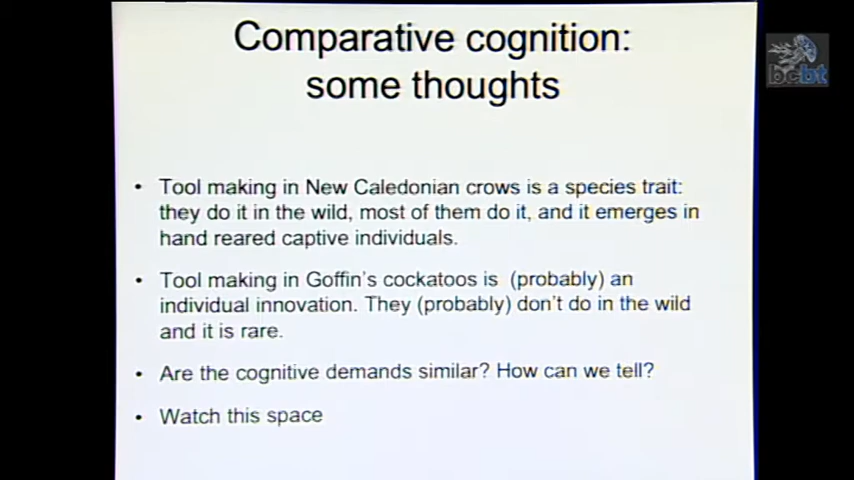 Comparative cognition:
some thoughts
bcbt
• Tool making in New Caledonian crows is a species trait:
they do it in the wild, most of them do it, and it emerges in
hand reared captive individuals.
• Tool making in Goffin's cockatoos is (probably) an
individual innovation. They (probably) don't do in the wild
and it is rare.
• Are the cognitive demands similar? How can we tell?
• Watch this space